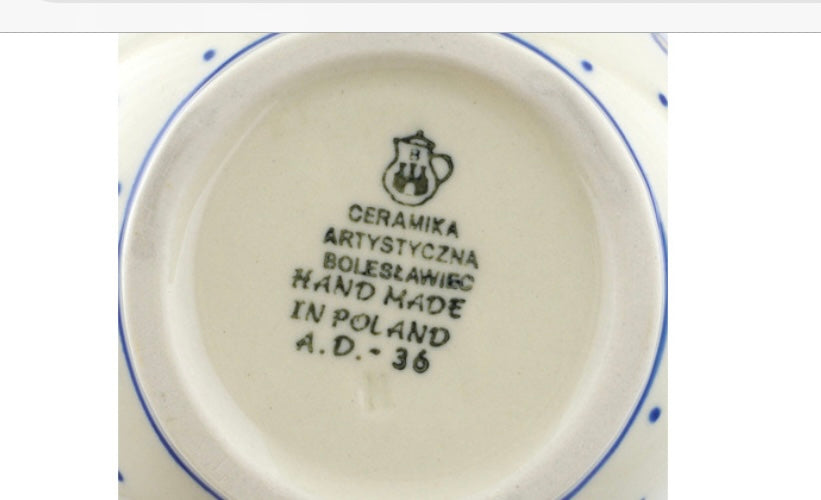 B
CERAMIKA
ARTYSTYCZNA
BOLESŁAWIEC
HAND MADE
IN POLAND
A.D.- 36